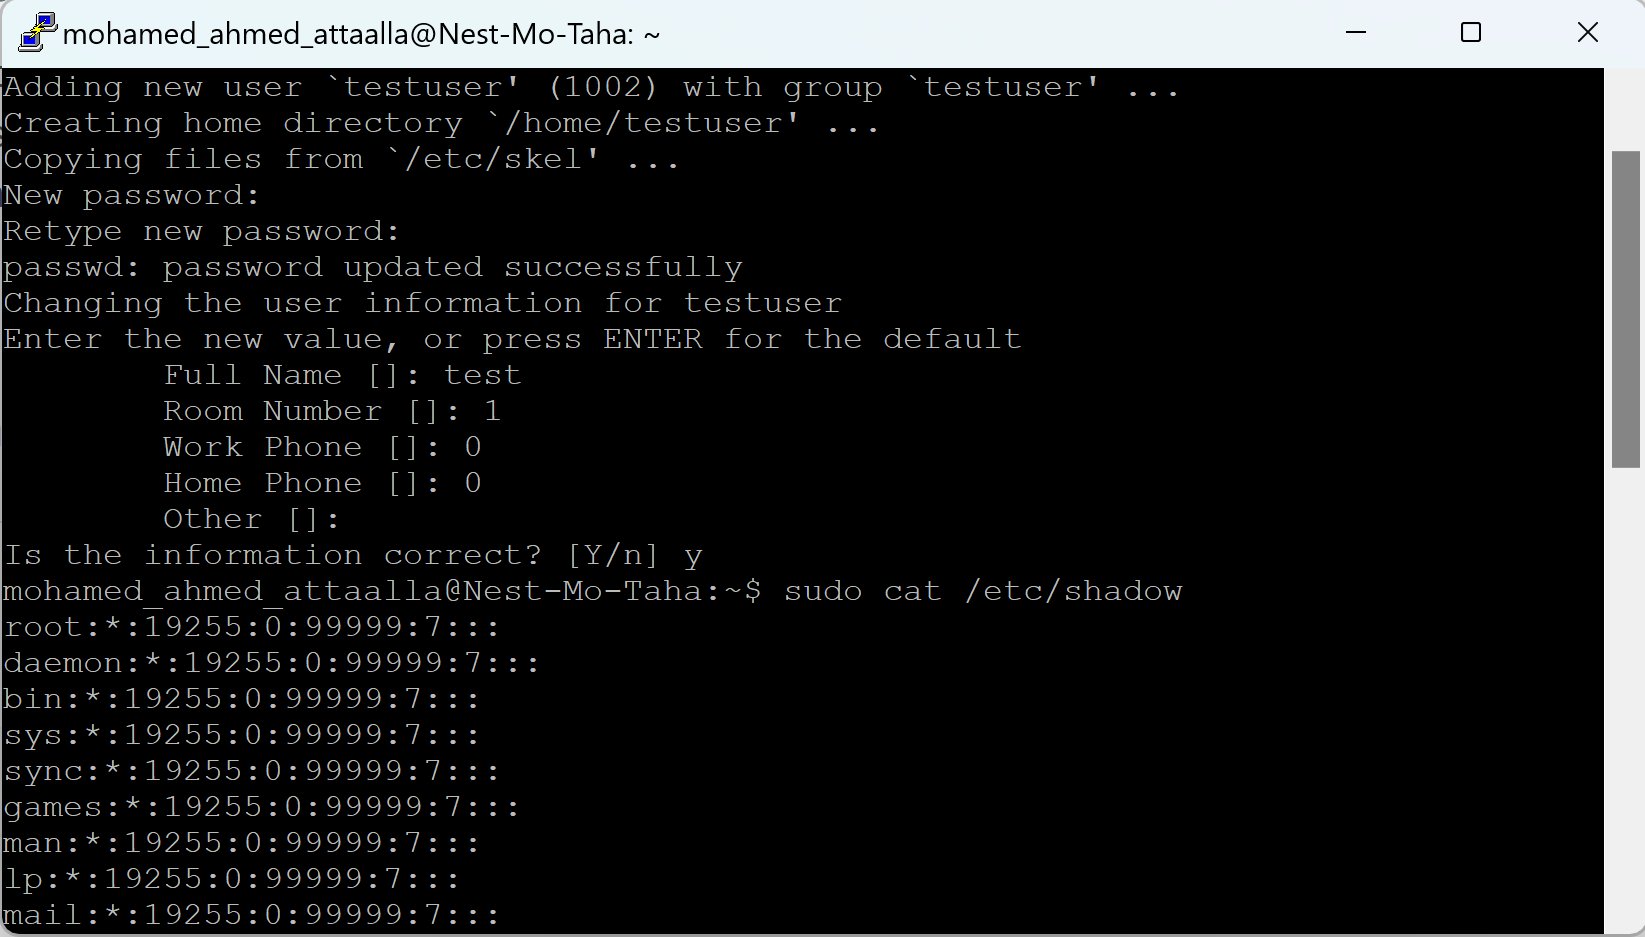 mohamed_ahmed_attaalla@Nest-Mo-Taha: ~
Adding new user `testuser' (1002) with group `testuser' ...
Creating home directory `/home/testuser' ...
Copying files from `/etc/skel' ...
New password:
Retype new password:
passwd: password updated successfully
Changing the user information for testuser
Enter the new value, or press ENTER for the default
        Full Name []: test
        Room Number []: 1
        Work Phone []: 0
        Home Phone []: 0
        Other []:
Is the information correct? [Y/n] y
mohamed_ahmed_attaalla@Nest-Mo-Taha:~$ sudo cat /etc/shadow
root:*:19255:0:99999:7:::
daemon:*:19255:0:99999:7:::
bin:*:19255:0:99999:7:::
sys:*:19255:0:99999:7:::
sync:*:19255:0:99999:7:::
games:*:19255:0:99999:7:::
man:*:19255:0:99999:7:::
lp:*:19255:0:99999:7:::
mail:*:19255:0:99999:7:::